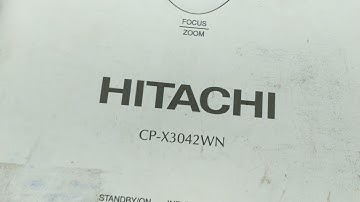 FOCUS
ZOOM
HITACHI
CP-X3042WN
STANDBY/ON